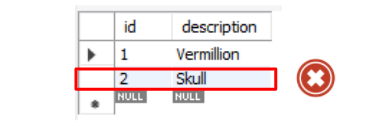 id description
1 Vermillion
2 Skull
NULL NULL